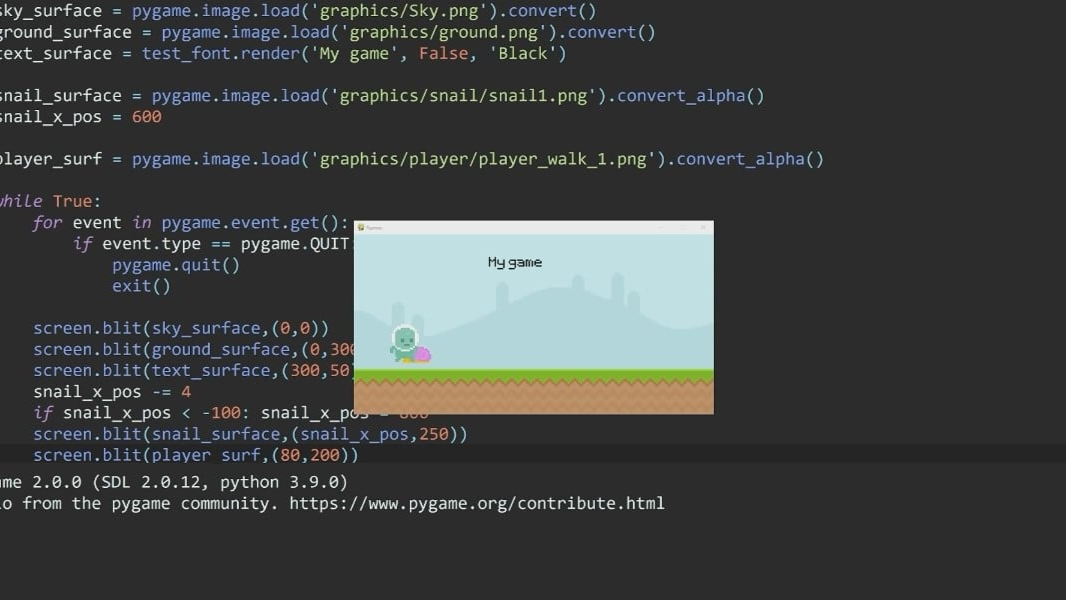 sky_surface = pygame.image.load('graphics/Sky.png').convert()
ground_surface = pygame.image.load('graphics/ground.png').convert()
text_surface = test_font.render('My game', False, 'Black')
snail_surface = pygame.image.load('graphics/snail/snail1.png').convert_alpha()
snail_x_pos = 600
player_surf = pygame.image.load('graphics/player/player_walk_1.png').convert_alpha()
while True:
for event in pygame.event.get():
if event.type == pygame.QUIT:
pygame.quit()
exit()
My game
screen.blit(sky_surface,(0,0))
screen.blit(ground_surface,(0,300
screen.blit(text_surface,(300,50
snail_x_pos -= 4
if snail_x_pos < -100: snail_x_pos = 800
screen.blit(snail_surface,(snail_x_pos,250))
screen.blit(player_surf,(80,200))
ame 2.0.0 (SDL 2.0.12, python 3.9.0)
lo from the pygame community. https://www.pygame.org/contribute.html